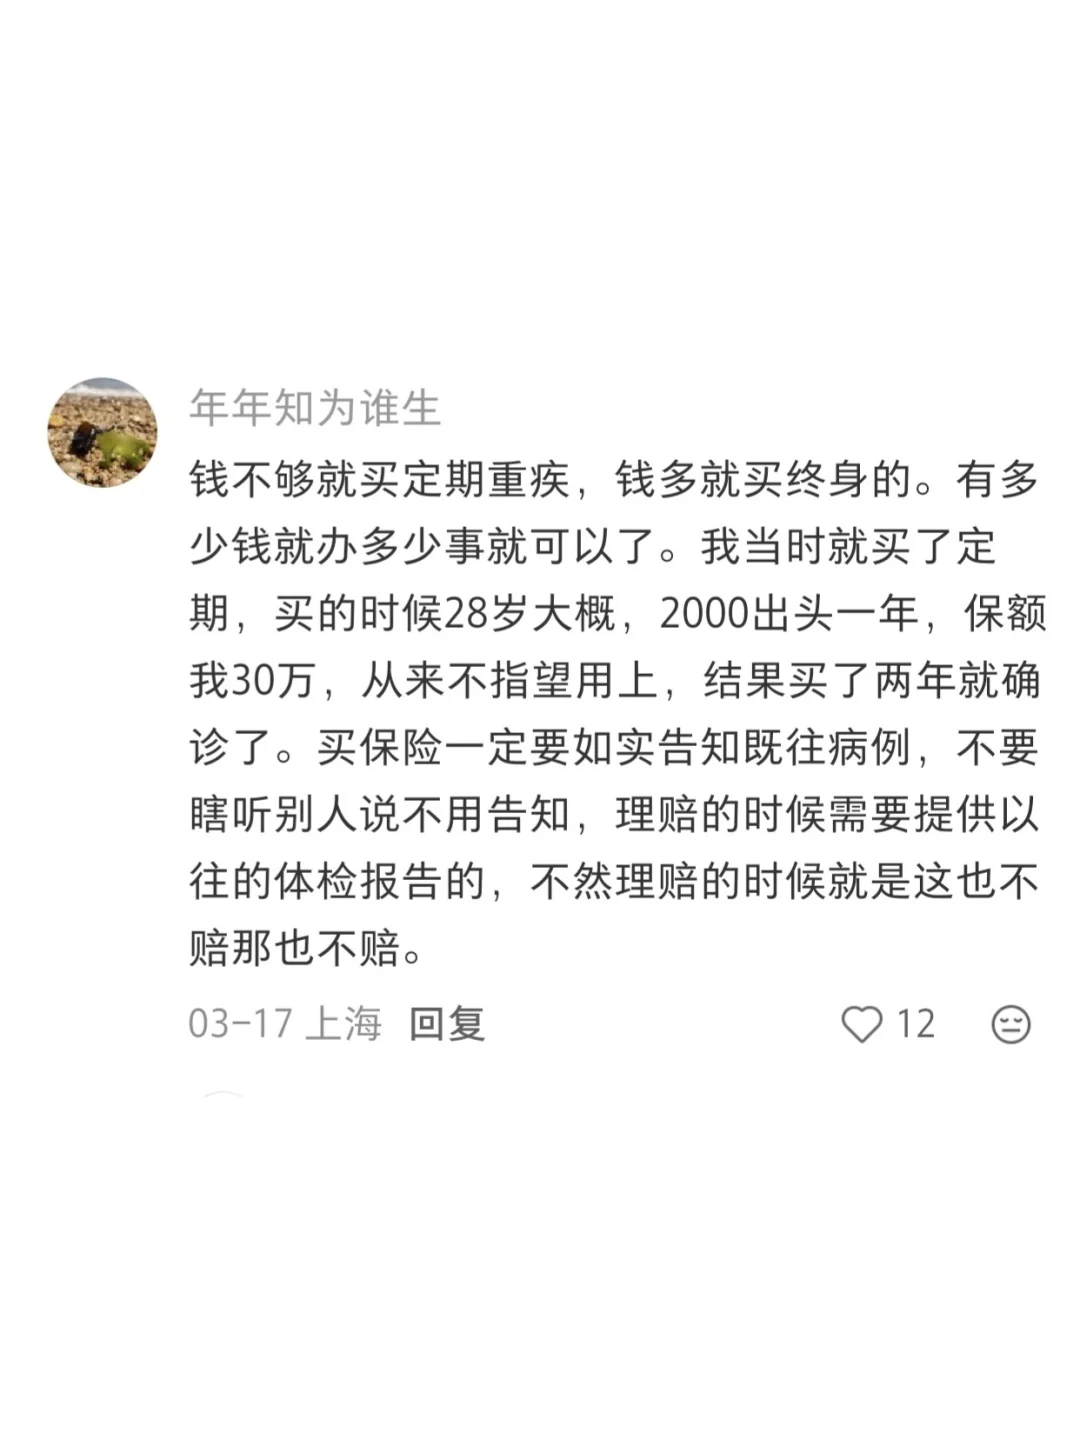 年年知为谁生
钱不够就买定期重疾，钱多就买终身的。有多
少钱就办多少事就可以了。我当时就买了定
期，买的时候28岁大概，2000出头一年，保额
我30万，从来不指望用上，结果买了两年就确
诊了。买保险一定要如实告知既往病例，不要
瞎听别人说不用告知，理赔的时候需要提供以
往的体检报告的，不然理赔的时候就是这也不
赔那也不赔。
03-17 上海 回复 12